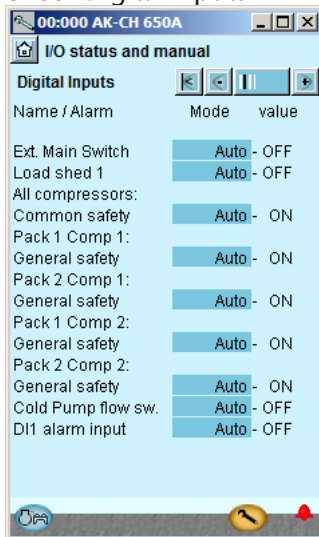 00:000 AK-CH 650A
I/O status and manual
Digital Inputs
Name / Alarm Mode value
Ext. Main Switch Auto - OFF
Load shed 1 Auto - OFF
All compressors:
Common safety Auto - ON
Pack 1 Comp 1:
General safety Auto - ON
Pack 2 Comp 1:
General safety Auto - ON
Pack 1 Comp 2:
General safety Auto - ON
Pack 2 Comp 2:
General safety Auto - ON
Cold Pump flow sw. Auto - OFF
DI1 alarm input Auto - OFF